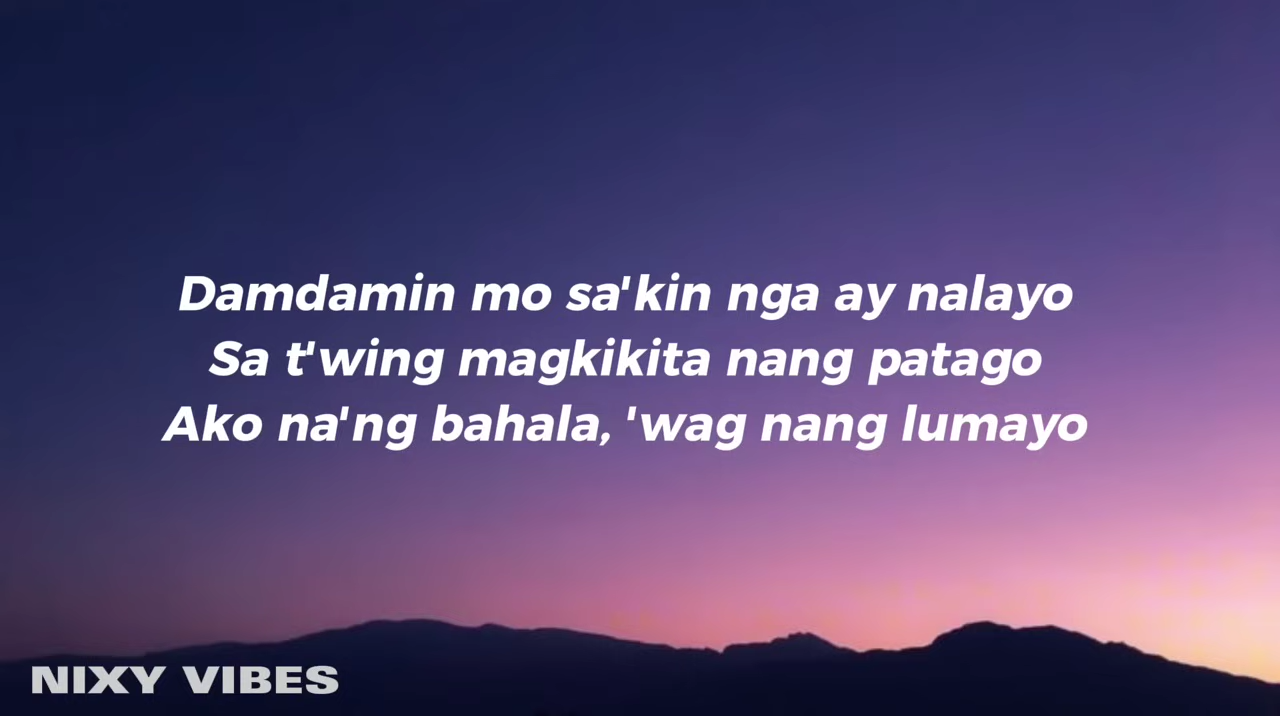 Damdamin mo sa'kin nga ay nalayo
Sa t'wing magkikita nang patago
Ako na'ng bahala, 'wag nang lumayo
NIXY VIBES